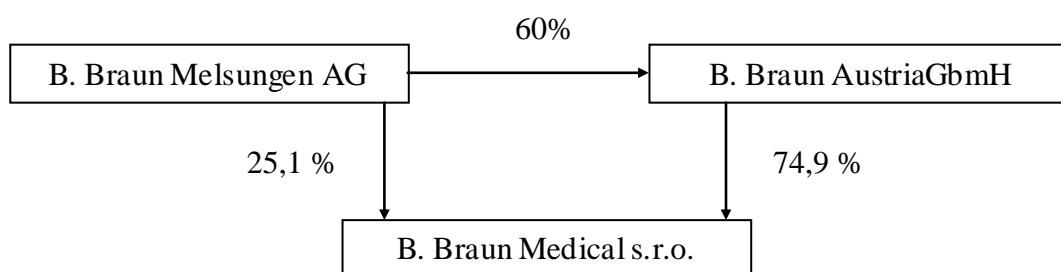 60%
B. Braun Melsungen AG
B. Braun AustriaGbmH
25,1 %
74,9 %
B. Braun Medical s.r.o.